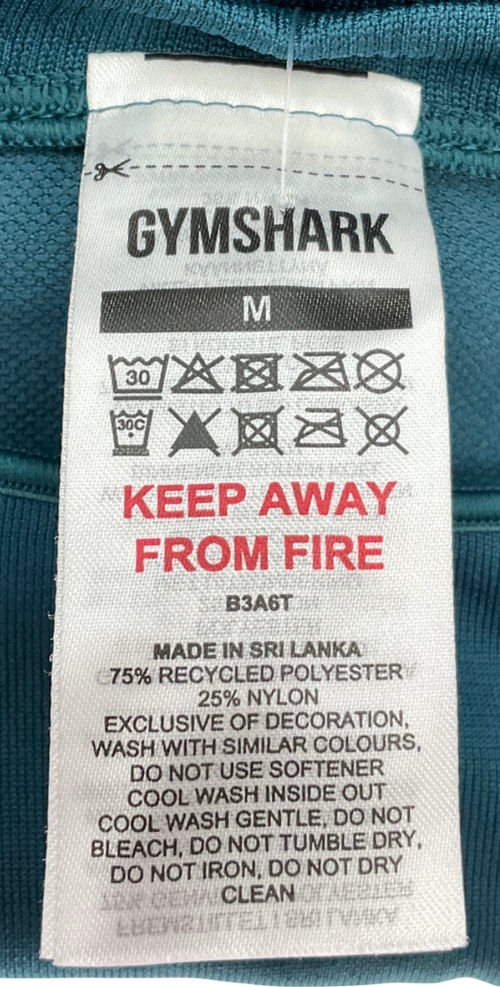 GYMSHARK
M
30
30C
KEEP AWAY
FROM FIRE
B3A6T
MADE IN SRI LANKA
75% RECYCLED POLYESTER
25% NYLON
EXCLUSIVE OF DECORATION,
WASH WITH SIMILAR COLOURS,
DO NOT USE SOFTENER
COOL WASH INSIDE OUT
COOL WASH GENTLE, DO NOT
BLEACH, DO NOT TUMBLE DRY,
DO NOT IRON, DO NOT DRY
CLEAN